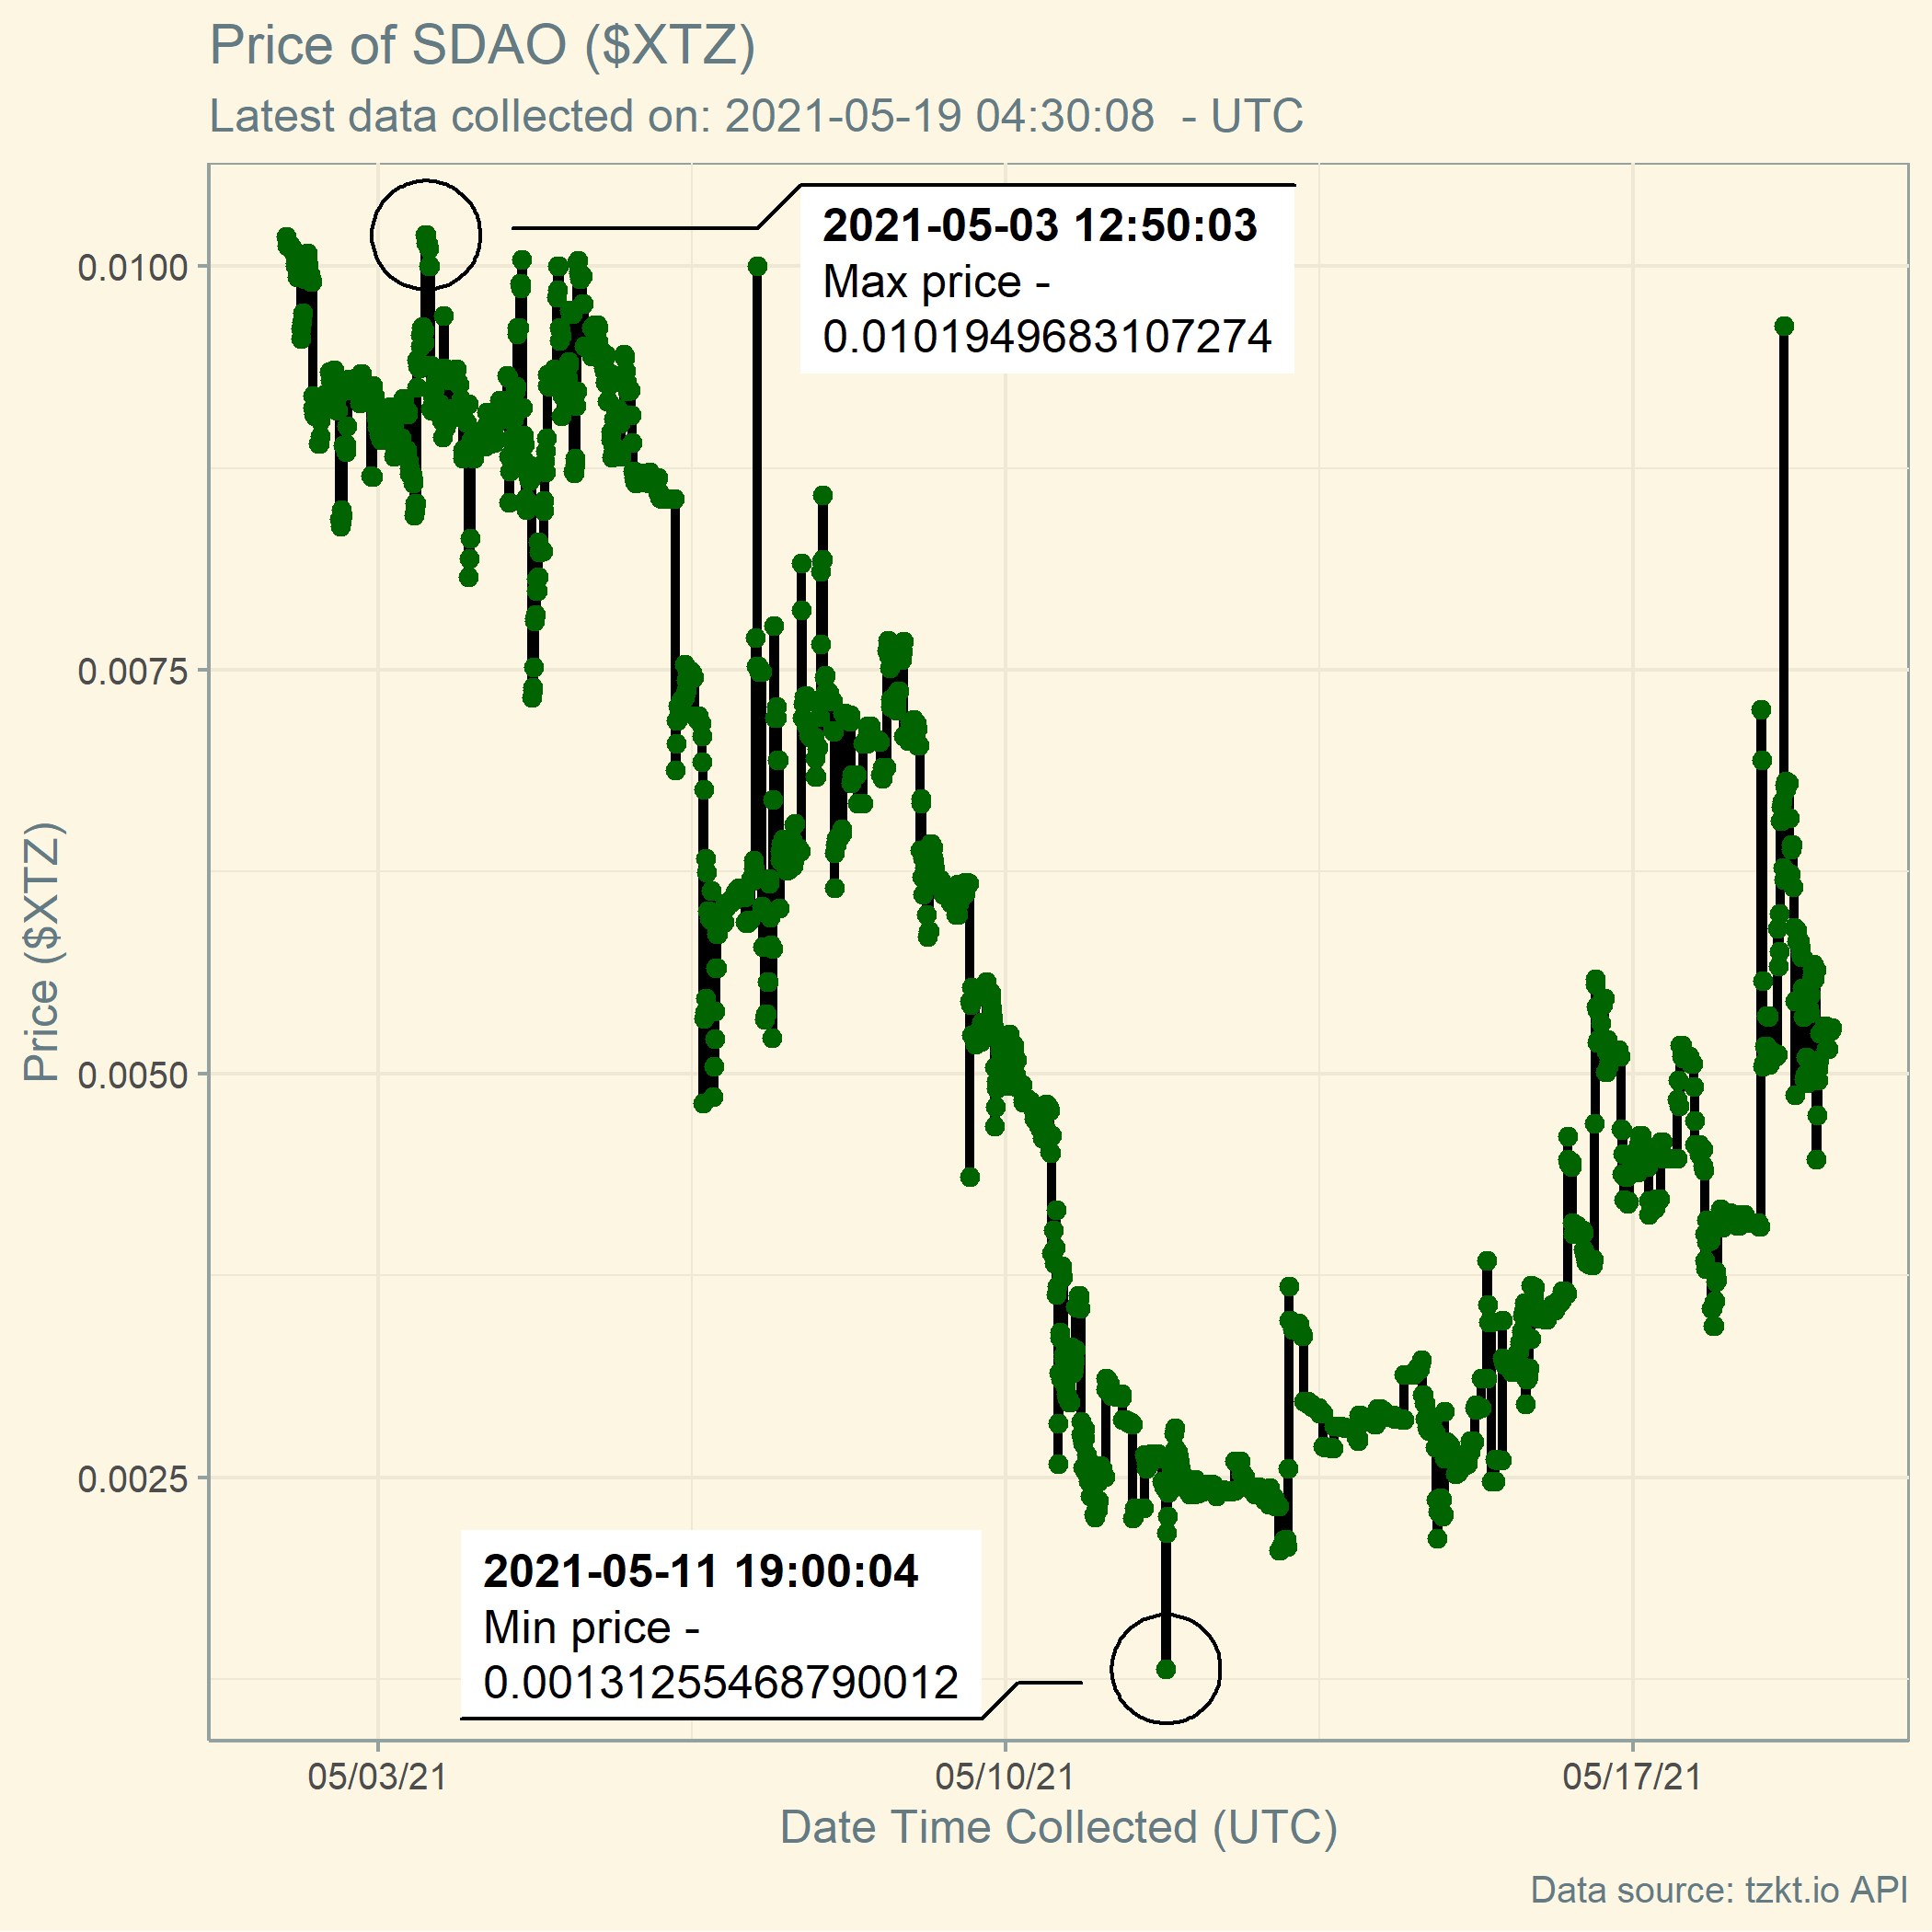 Price of SDAO ($XTZ)
Latest data collected on: 2021-05-19 04:30:08  - UTC
2021-05-03 12:50:03
Max price -
0.0101949683107274
0.0100
0.0075
0.0050
0.0025
Price ($XTZ)
2021-05-11 19:00:04
Min price -
0.00131255468790012
05/03/21
05/10/21
05/17/21
Date Time Collected (UTC)
Data source: tzkt.io API